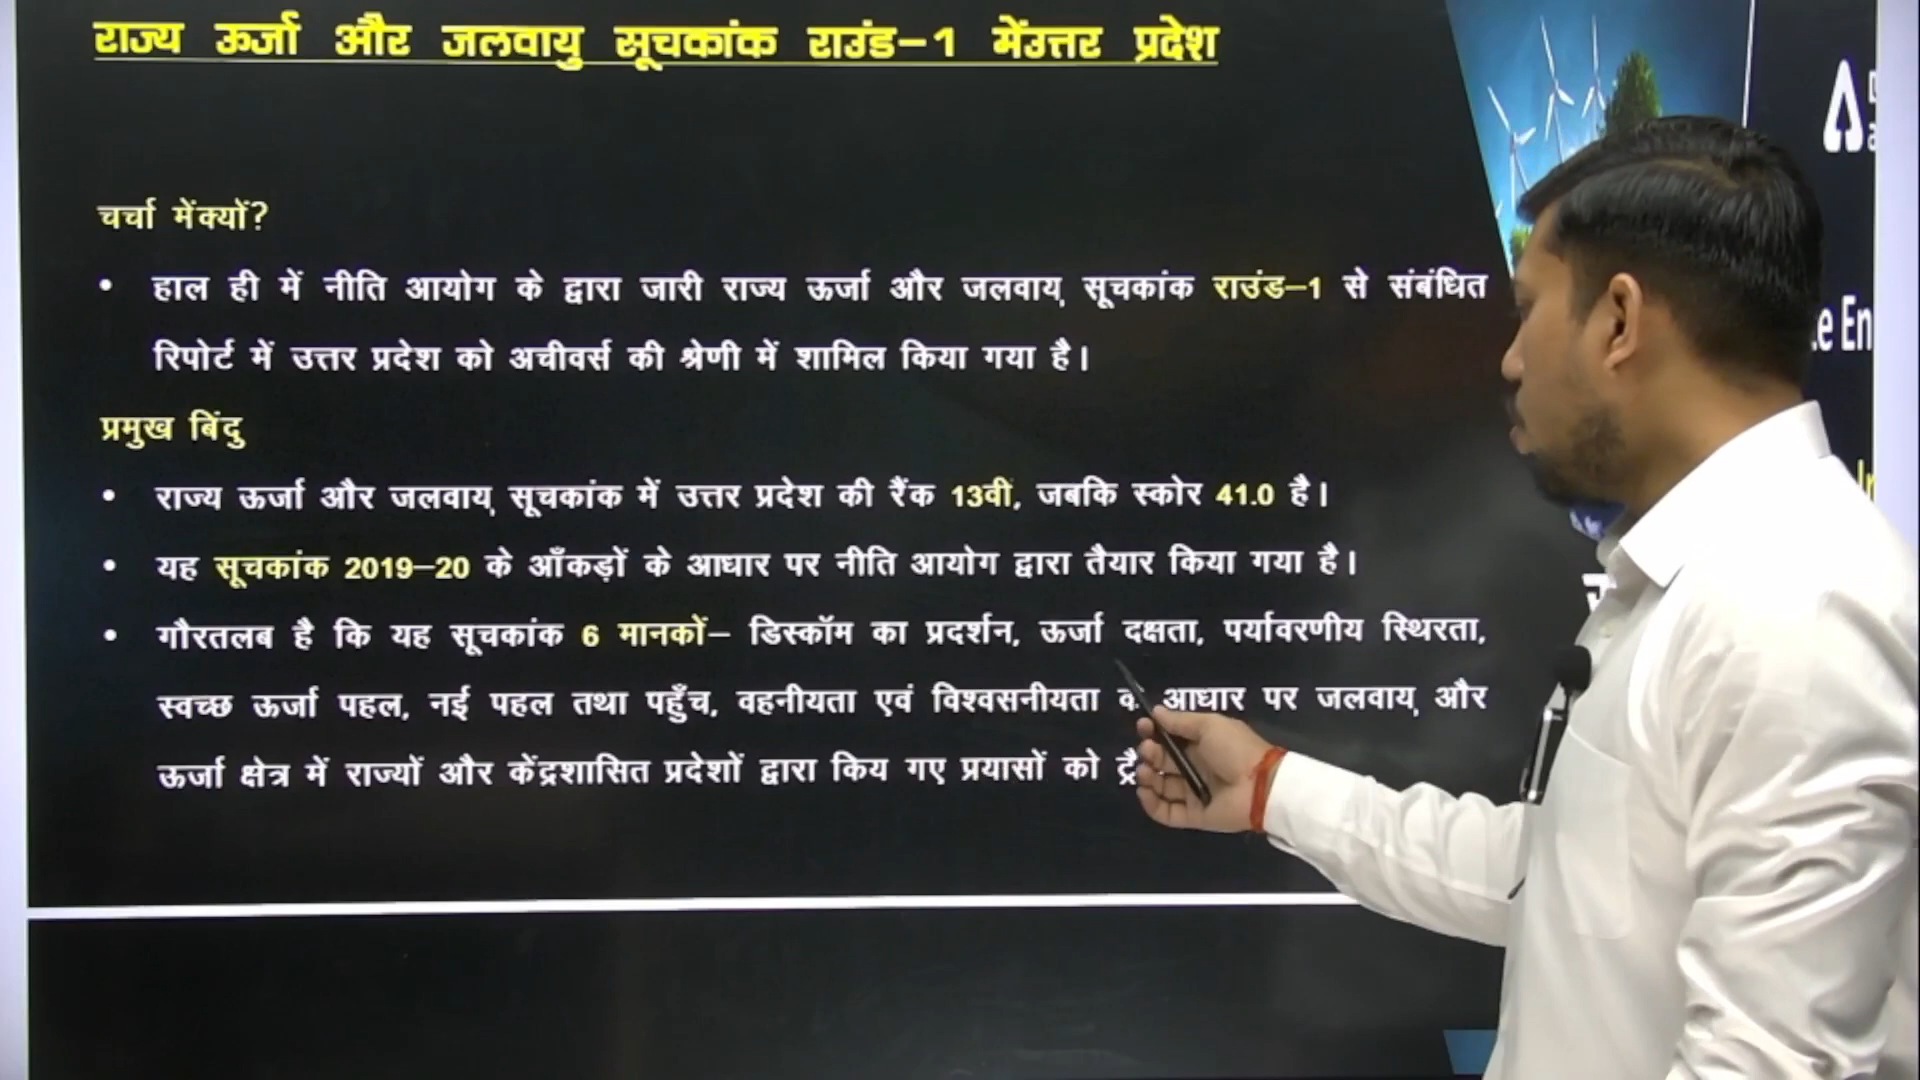 राज्य ऊर्जा और जलवायु सूचकांक राउंड-1 मेंउत्तर प्रदेश
चर्चा मेंक्यों?
• हाल ही में नीति आयोग के द्वारा जारी राज्य ऊर्जा और जलवायु सूचकांक राउंड–1 से संबंधित
रिपोर्ट में उत्तर प्रदेश को अचीवर्स की श्रेणी में शामिल किया गया है।
प्रमुख बिंदु
• राज्य ऊर्जा और जलवायु सूचकांक में उत्तर प्रदेश की रैंक 13वीं, जबकि स्कोर 41.0 है।
• यह सूचकांक 2019–20 के आँकड़ों के आधार पर नीति आयोग द्वारा तैयार किया गया है।
• गौरतलब है कि यह सूचकांक 6 मानकों– डिस्कॉम का प्रदर्शन, ऊर्जा दक्षता, पर्यावरणीय स्थिरता,
स्वच्छ ऊर्जा पहल, नई पहल तथा पहुँच, वहनीयता एवं विश्वसनीयता के आधार पर जलवायु और
ऊर्जा क्षेत्र में राज्यों और केंद्रशासित प्रदेशों द्वारा किय गए प्रयासों को